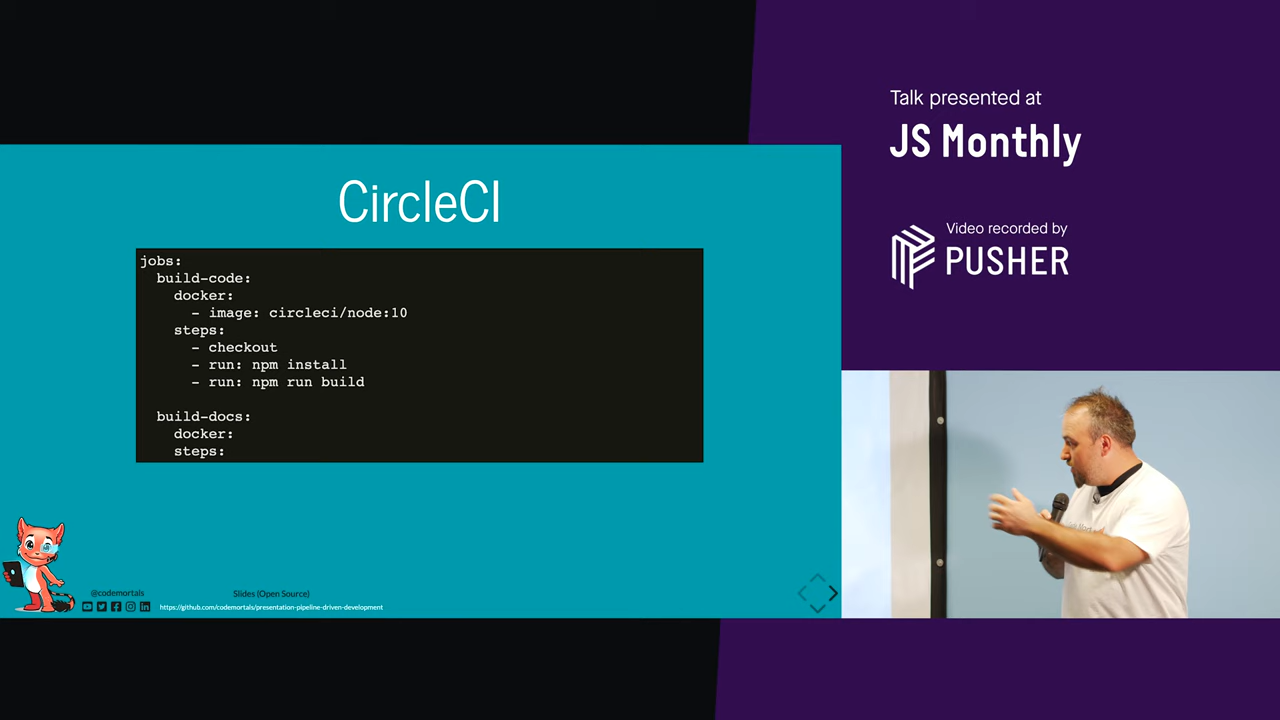 Talk presented at
JS Monthly
Video recorded by
PUSHER
CircleCI
jobs:
  build-code:
    docker:
      - image: circleci/node:10
    steps:
      - checkout
      - run: npm install
      - run: npm run build
  build-docs:
    docker:
    steps:
@codemortals
Slides (Open Source)
https://github.com/codemortals/presentation-pipeline-driven-development